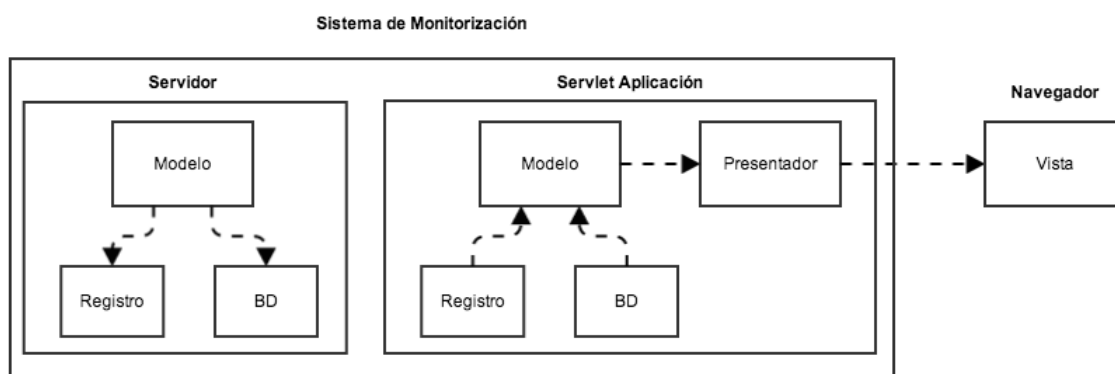 Sistema de Monitorización
Servidor
Servlet Aplicación
Navegador
Modelo
Modelo
Presentador
Vista
Registro
BD
Registro
BD